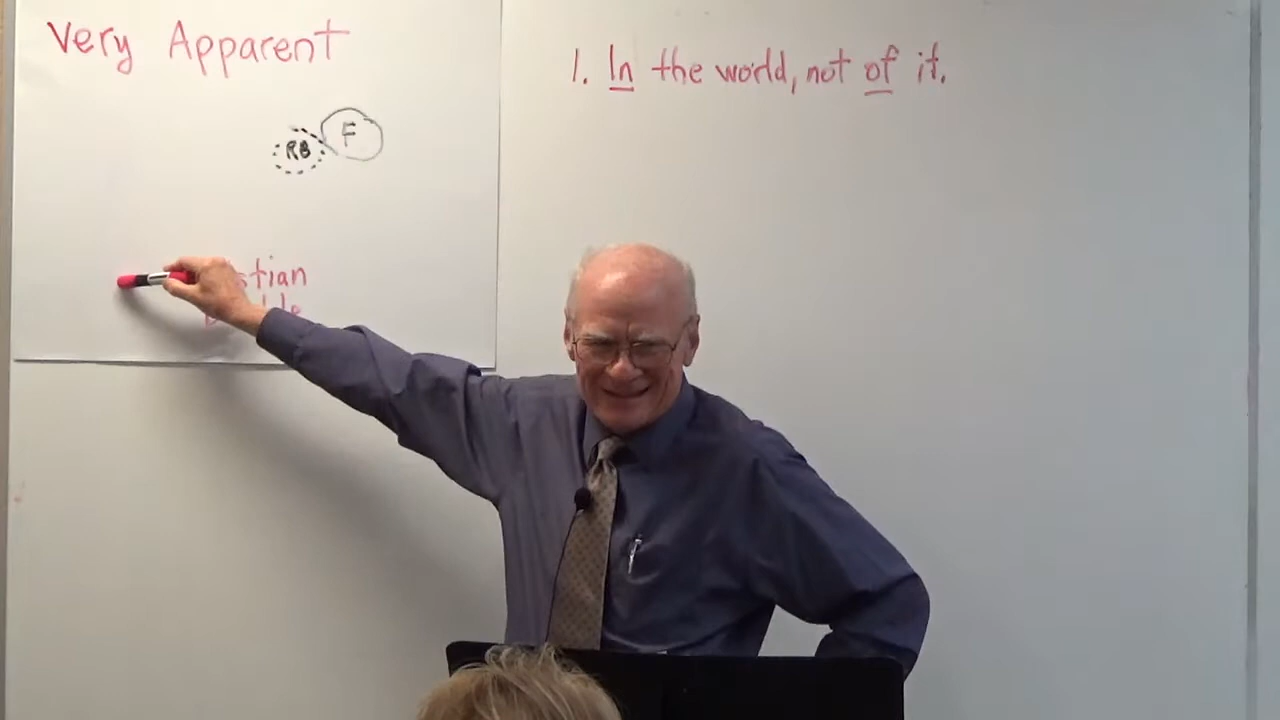 Very Apparent
1. In the world, not of it.
F
RB